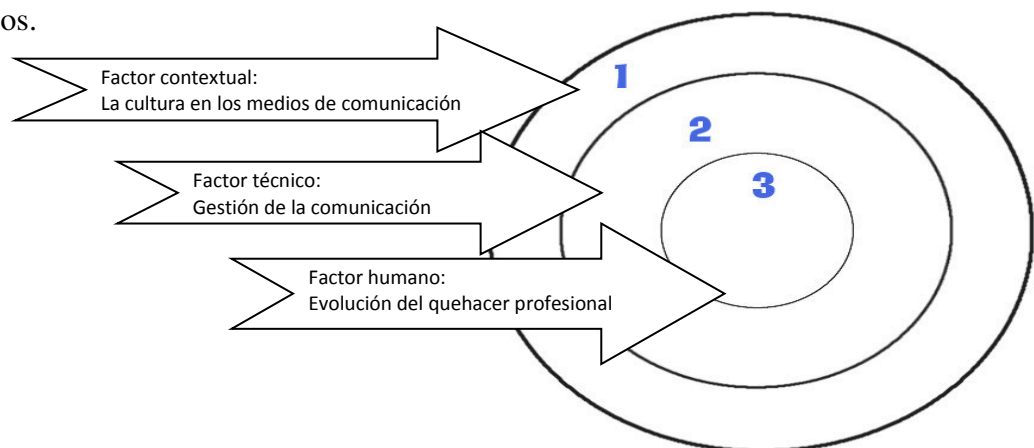 os.
Factor contextual:
La cultura en los medios de comunicación
1
2
Factor técnico:
Gestión de la comunicación
3
Factor humano:
Evolución del quehacer profesional